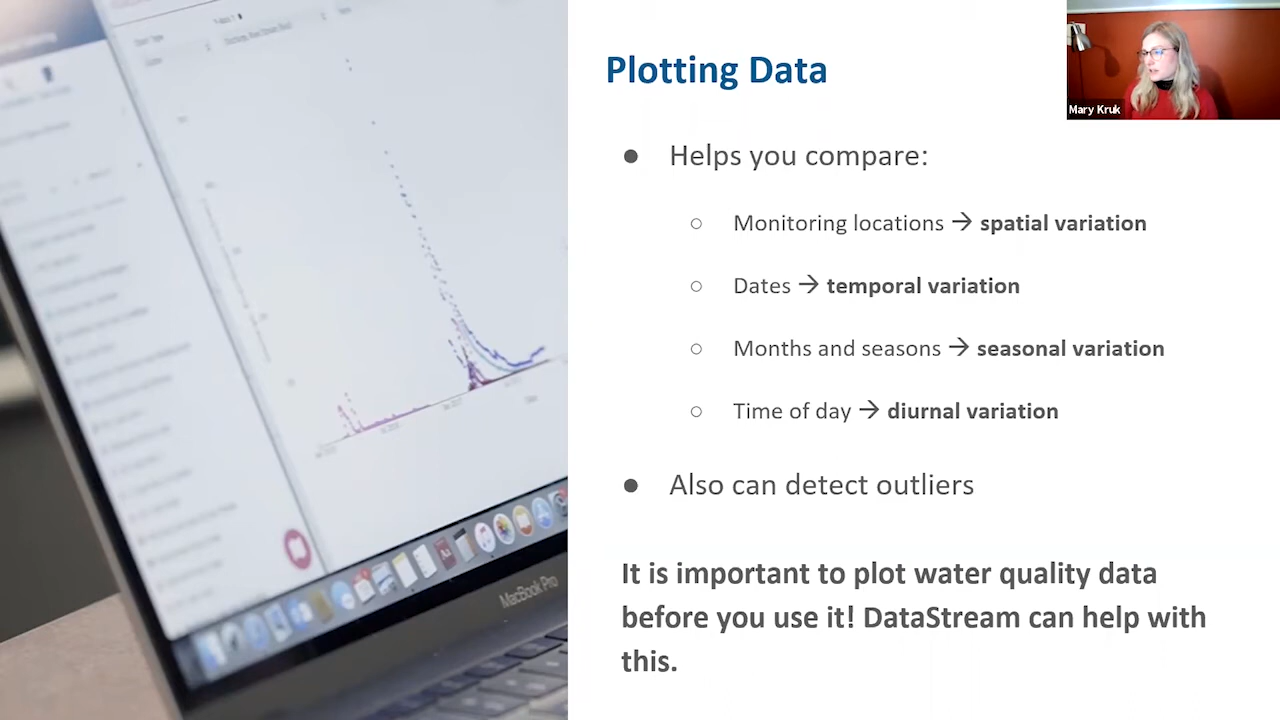 Plotting Data
Mary Kruk
● Helps you compare:
○ Monitoring locations → spatial variation
○ Dates → temporal variation
○ Months and seasons → seasonal variation
○ Time of day → diurnal variation
● Also can detect outliers
It is important to plot water quality data
before you use it! DataStream can help with
this.
MacBook Pro